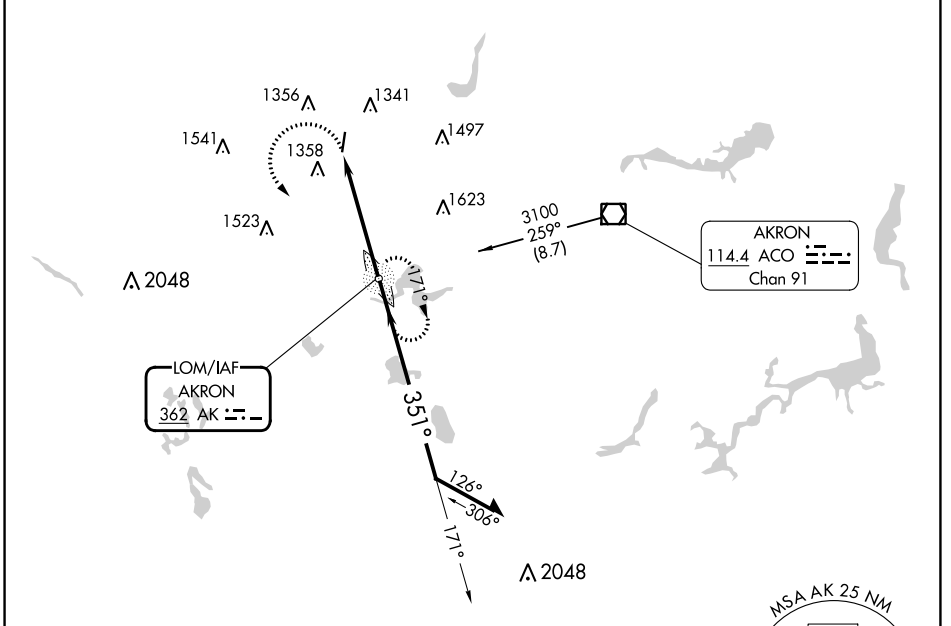 1356
1341
1541
1358
1497
1523
1623
3100
259°
(8.7)
AKRON
114.4 ACO
Chan 91
2048
171°
LOM/IAF
AKRON
362 AK
351°
126°
306°
171°
2048
MSA AK 25 NM